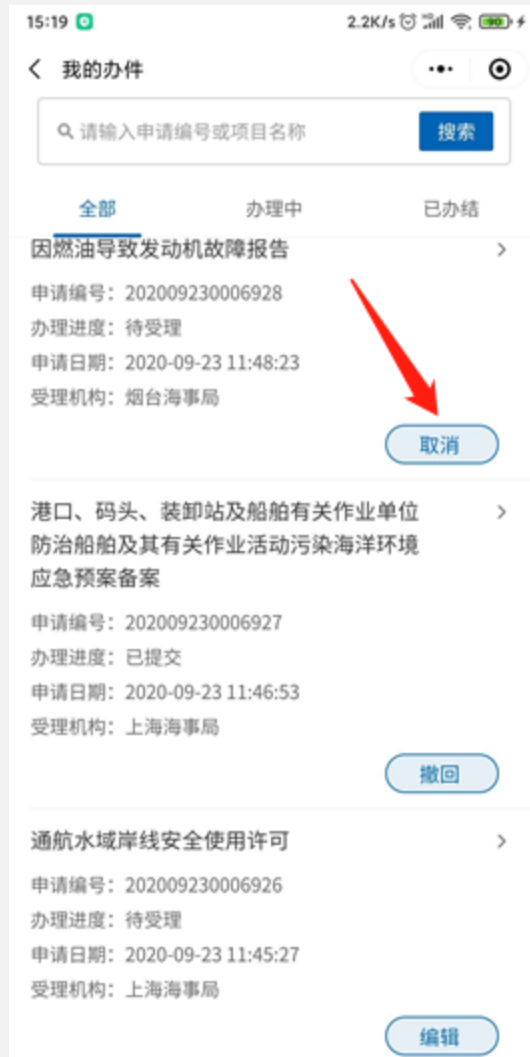 15:19 2.2K/s 90
我的办件
请输入申请编号或项目名称 搜索
全部 办理中 已办结
因燃油导致发动机故障报告
申请编号：202009230006928
办理进度：待受理
申请日期：2020-09-23 11:48:23
受理机构：烟台海事局
取消
港口、码头、装卸站及船舶有关作业单位
防治船舶及其有关作业活动污染海洋环境
应急预案备案
申请编号：202009230006927
办理进度：已提交
申请日期：2020-09-23 11:46:53
受理机构：上海海事局
撤回
通航水域岸线安全使用许可
申请编号：202009230006926
办理进度：待受理
申请日期：2020-09-23 11:45:27
受理机构：上海海事局
编辑